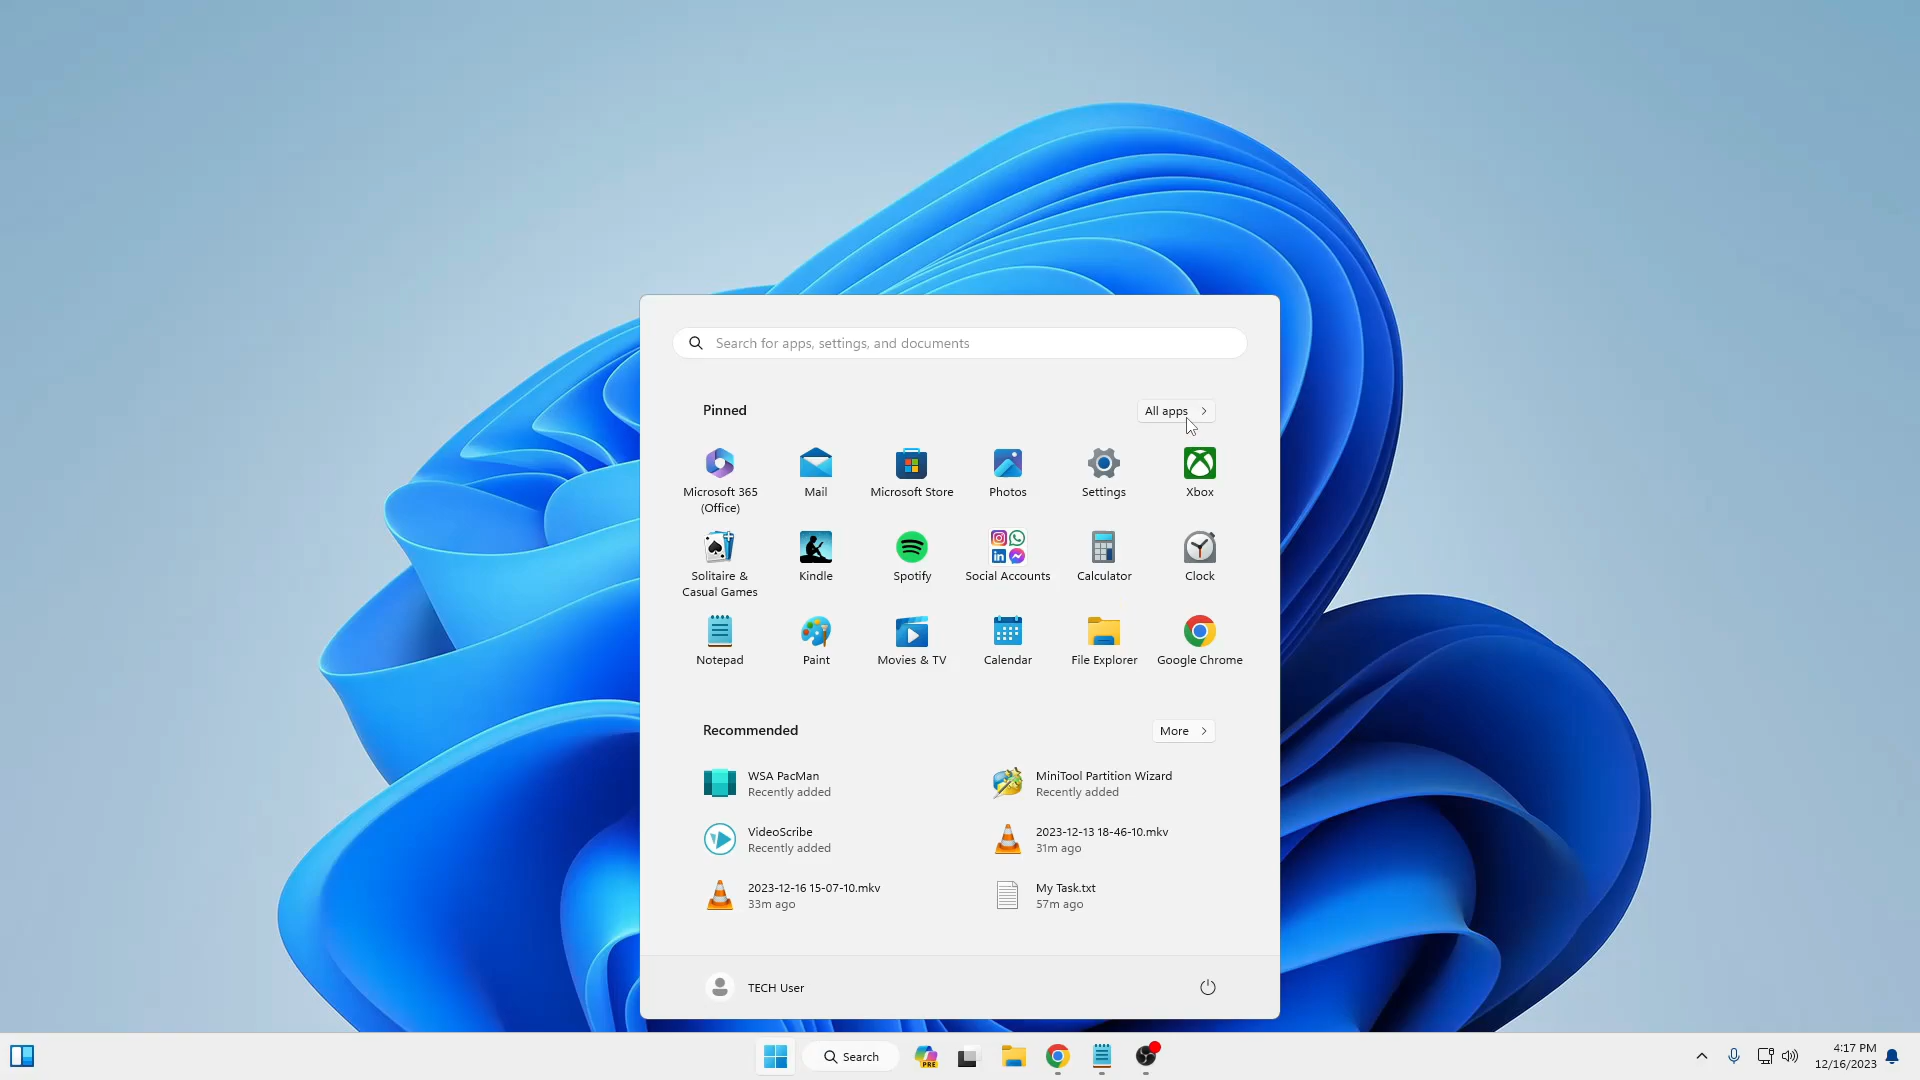 Search for apps, settings, and documents
Pinned
All apps
Microsoft 365 (Office)
Mail
Microsoft Store
Photos
Settings
Xbox
Solitaire & Casual Games
Kindle
Spotify
Social Accounts
Calculator
Clock
Notepad
Paint
Movies & TV
Calendar
File Explorer
Google Chrome
Recommended
More
WSA PacMan
Recently added
MiniTool Partition Wizard
Recently added
VideoScribe
Recently added
2023-12-13 18-46-10.mkv
31m ago
2023-12-16 15-07-10.mkv
33m ago
My Task.txt
57m ago
TECH User
Search
PRE
4:17 PM
12/16/2023